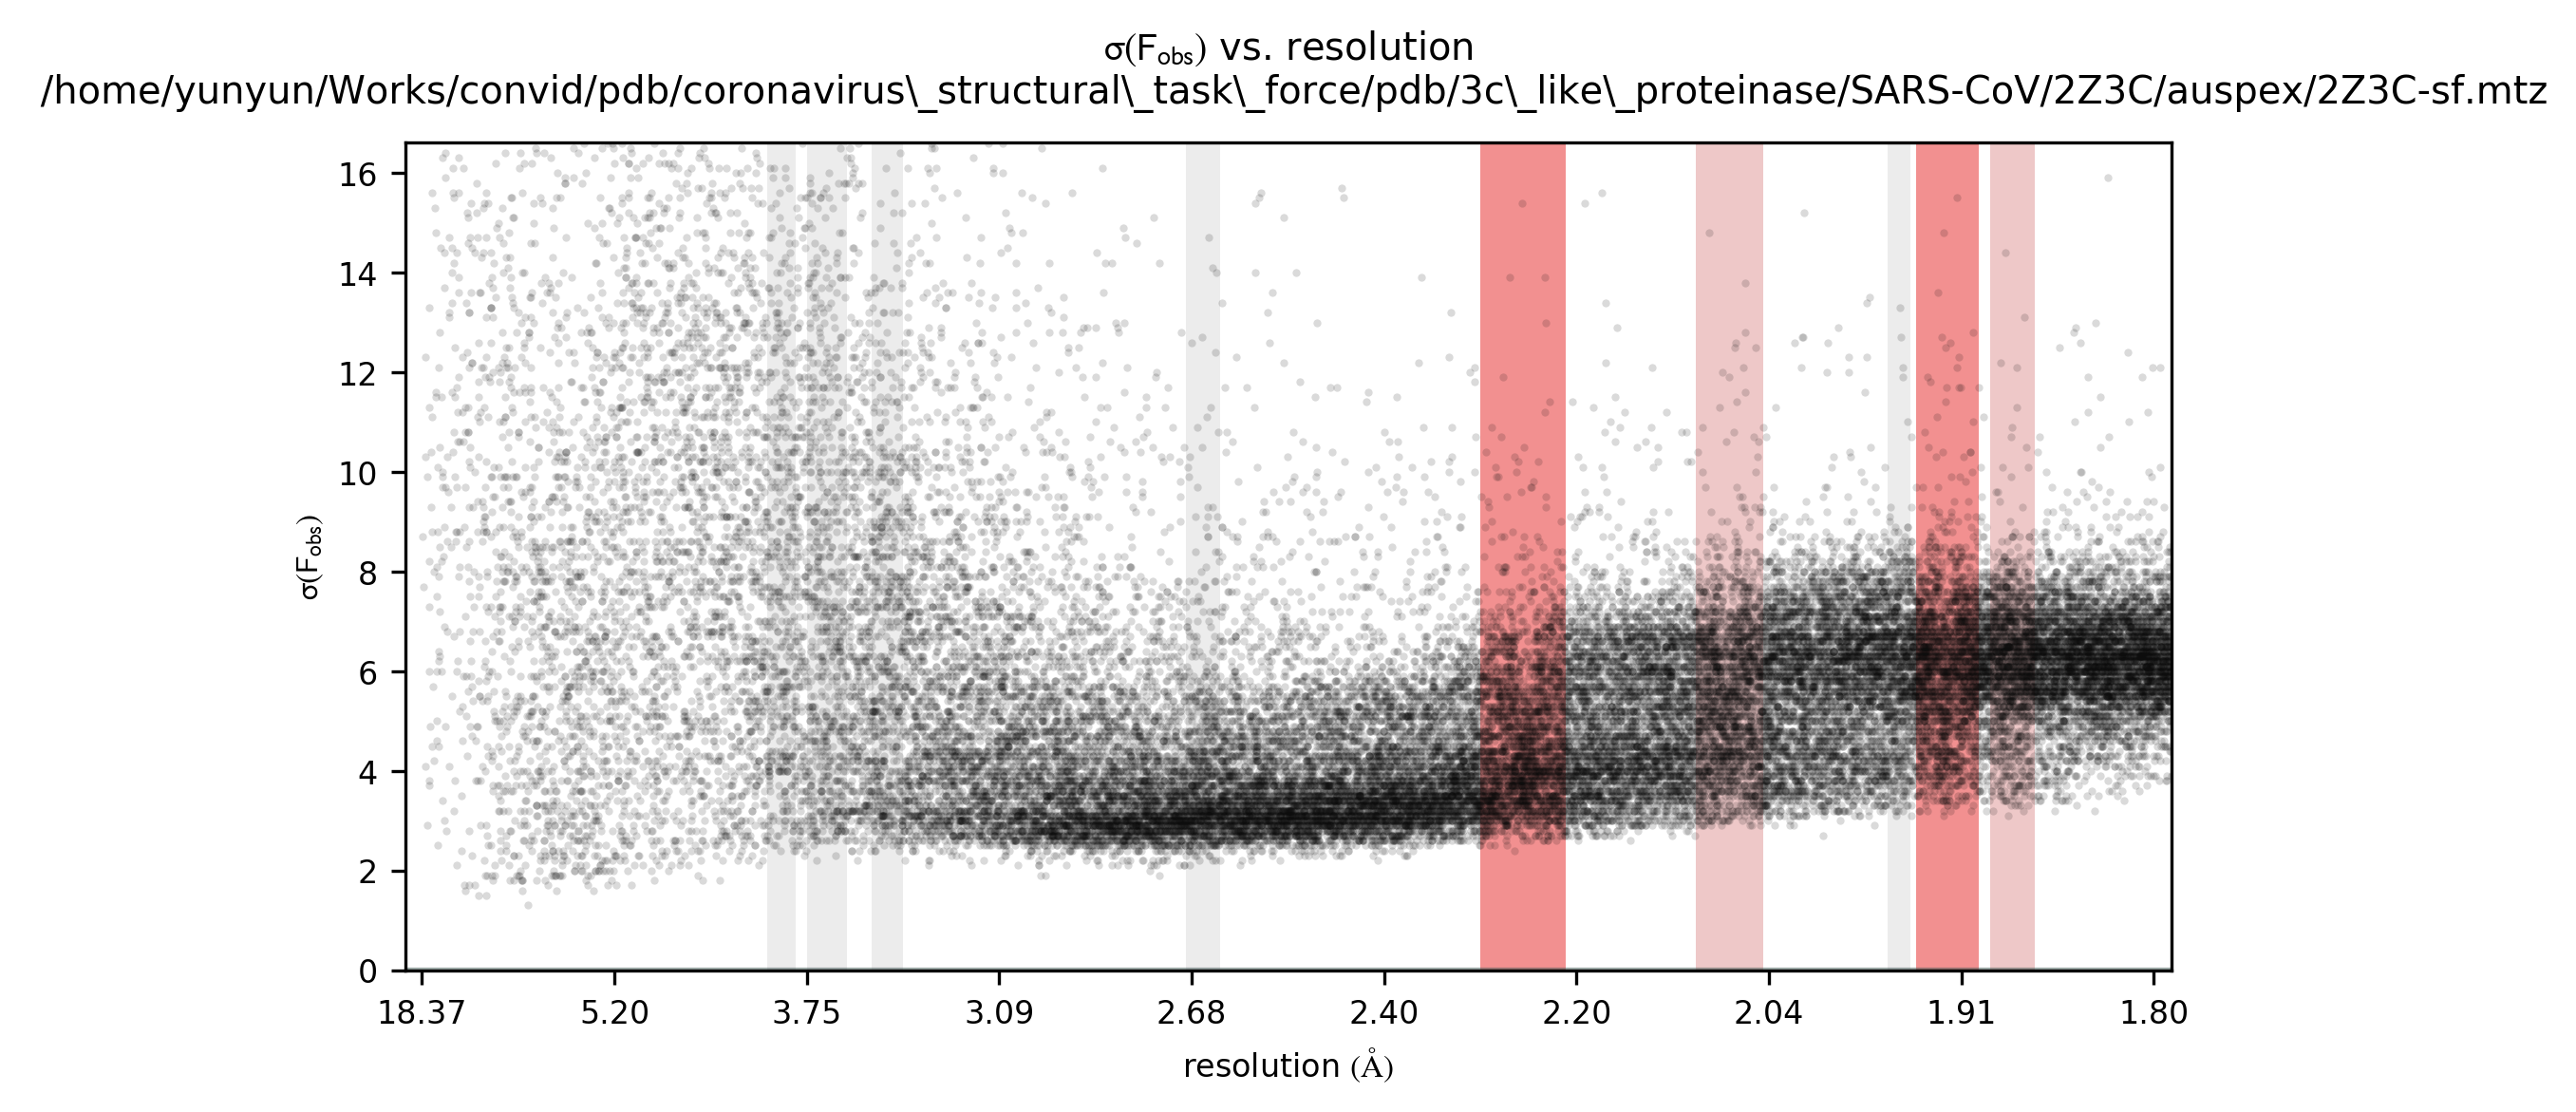 σ(Fobs) vs. resolution
/home/yunyun/Works/convid/pdb/coronavirus\_structural\_task\_force/pdb/3c\_like\_proteinase/SARS-CoV/2Z3C/auspex/2Z3C-sf.mtz
16
14
12
10
8
6
4
2
0
σ(Fobs)
18.37 5.20 3.75 3.09 2.68 2.40 2.20 2.04 1.91 1.80
resolution (Å)